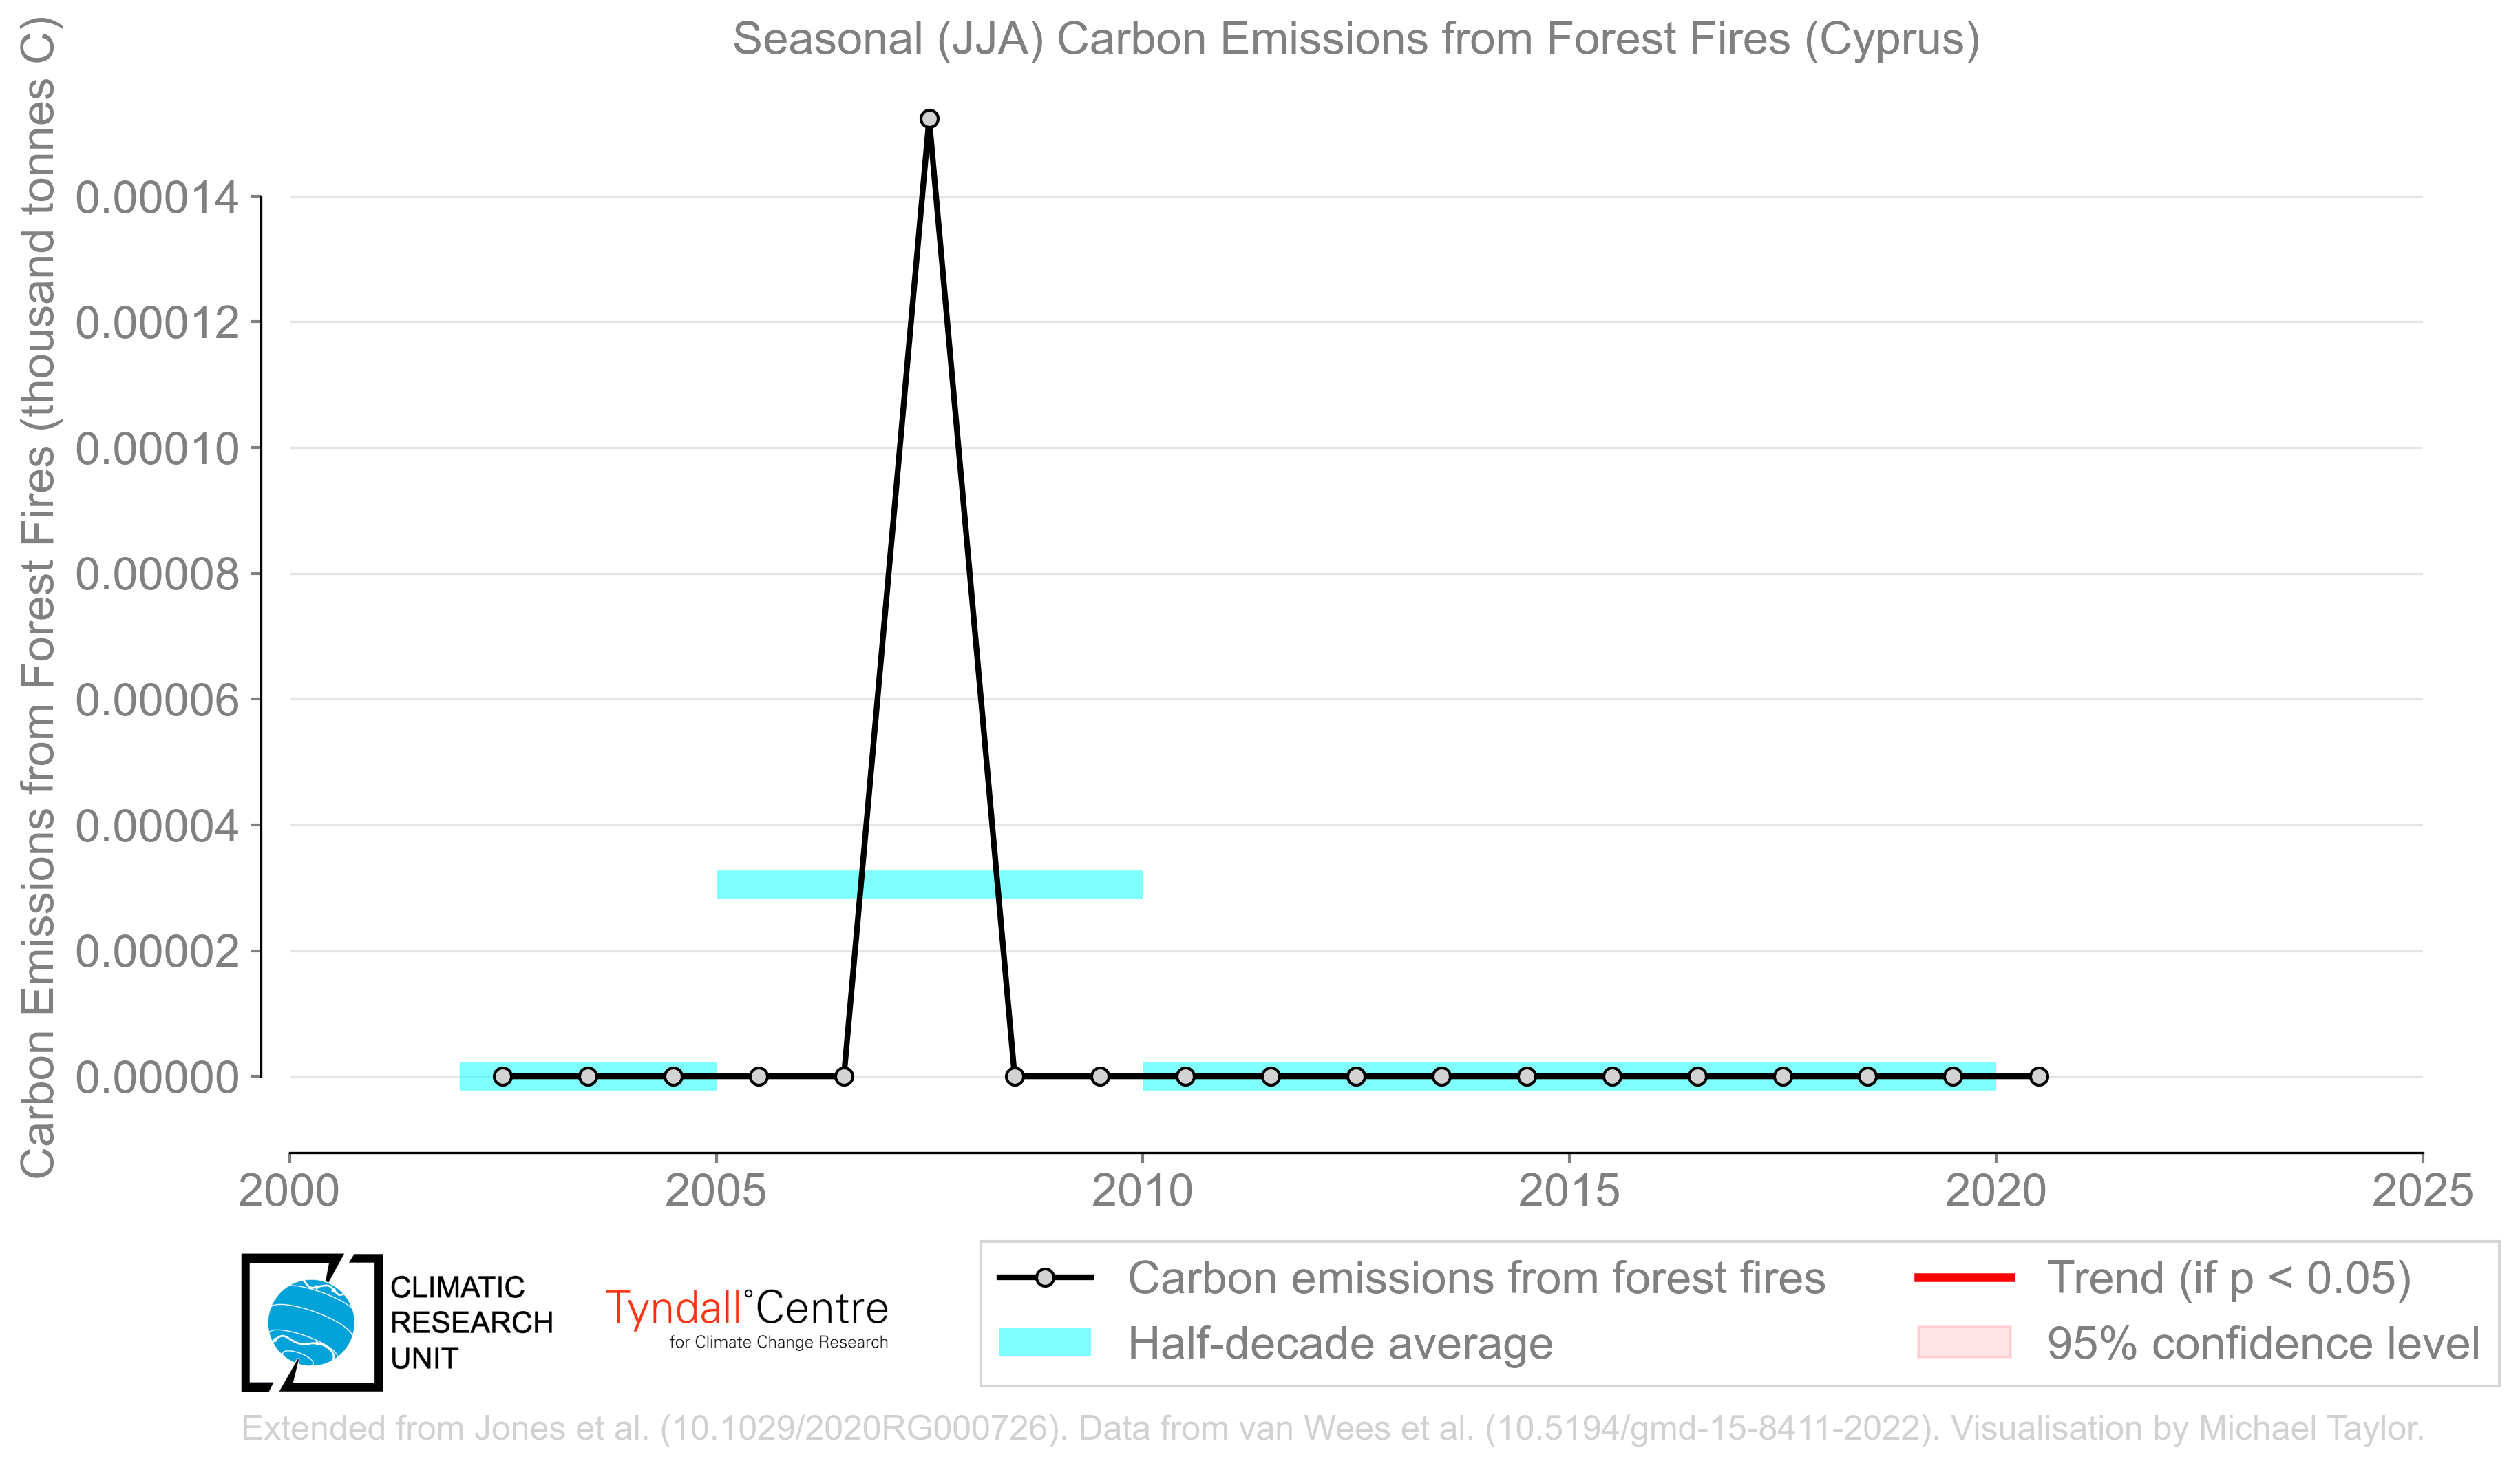 Seasonal (JJA) Carbon Emissions from Forest Fires (Cyprus)
Carbon Emissions from Forest Fires (thousand tonnes C)
0.00014
0.00012
0.00010
0.00008
0.00006
0.00004
0.00002
0.00000
2000 2005 2010 2015 2020 2025
Carbon emissions from forest fires
Half-decade average
Trend (if p < 0.05)
95% confidence level
CLIMATIC
RESEARCH
UNIT
Tyndall°Centre
for Climate Change Research
Extended from Jones et al. (10.1029/2020RG000726). Data from van Wees et al. (10.5194/gmd-15-8411-2022). Visualisation by Michael Taylor.